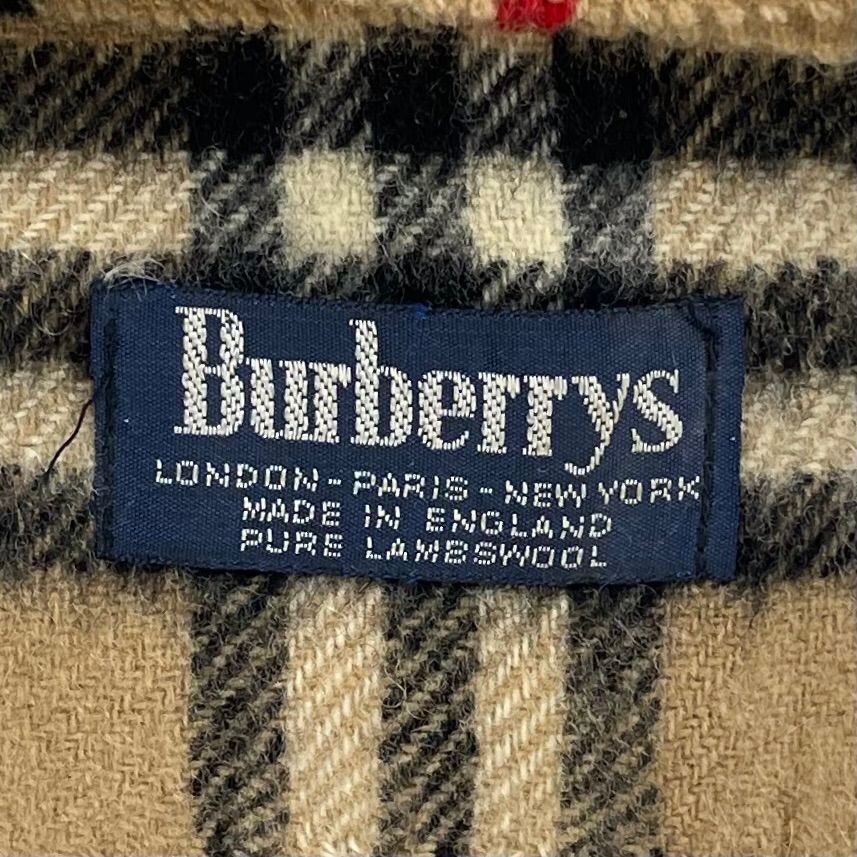 Burberrys
LONDON-PARIS-NEW YORK
MADE IN ENGLAND
PURE LAMBSWOOL